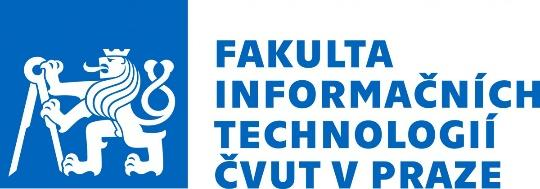 FAKULTA
INFORMAČNÍCH
TECHNOLOGIÍ
ČVUT V PRAZE